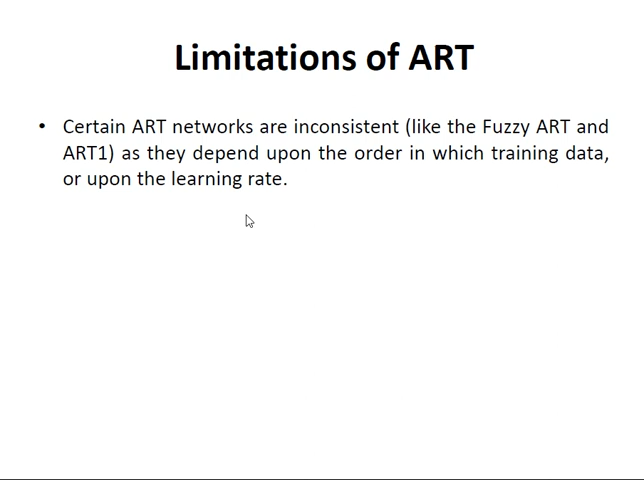 Limitations of ART
• Certain ART networks are inconsistent (like the Fuzzy ART and
ART1) as they depend upon the order in which training data,
or upon the learning rate.